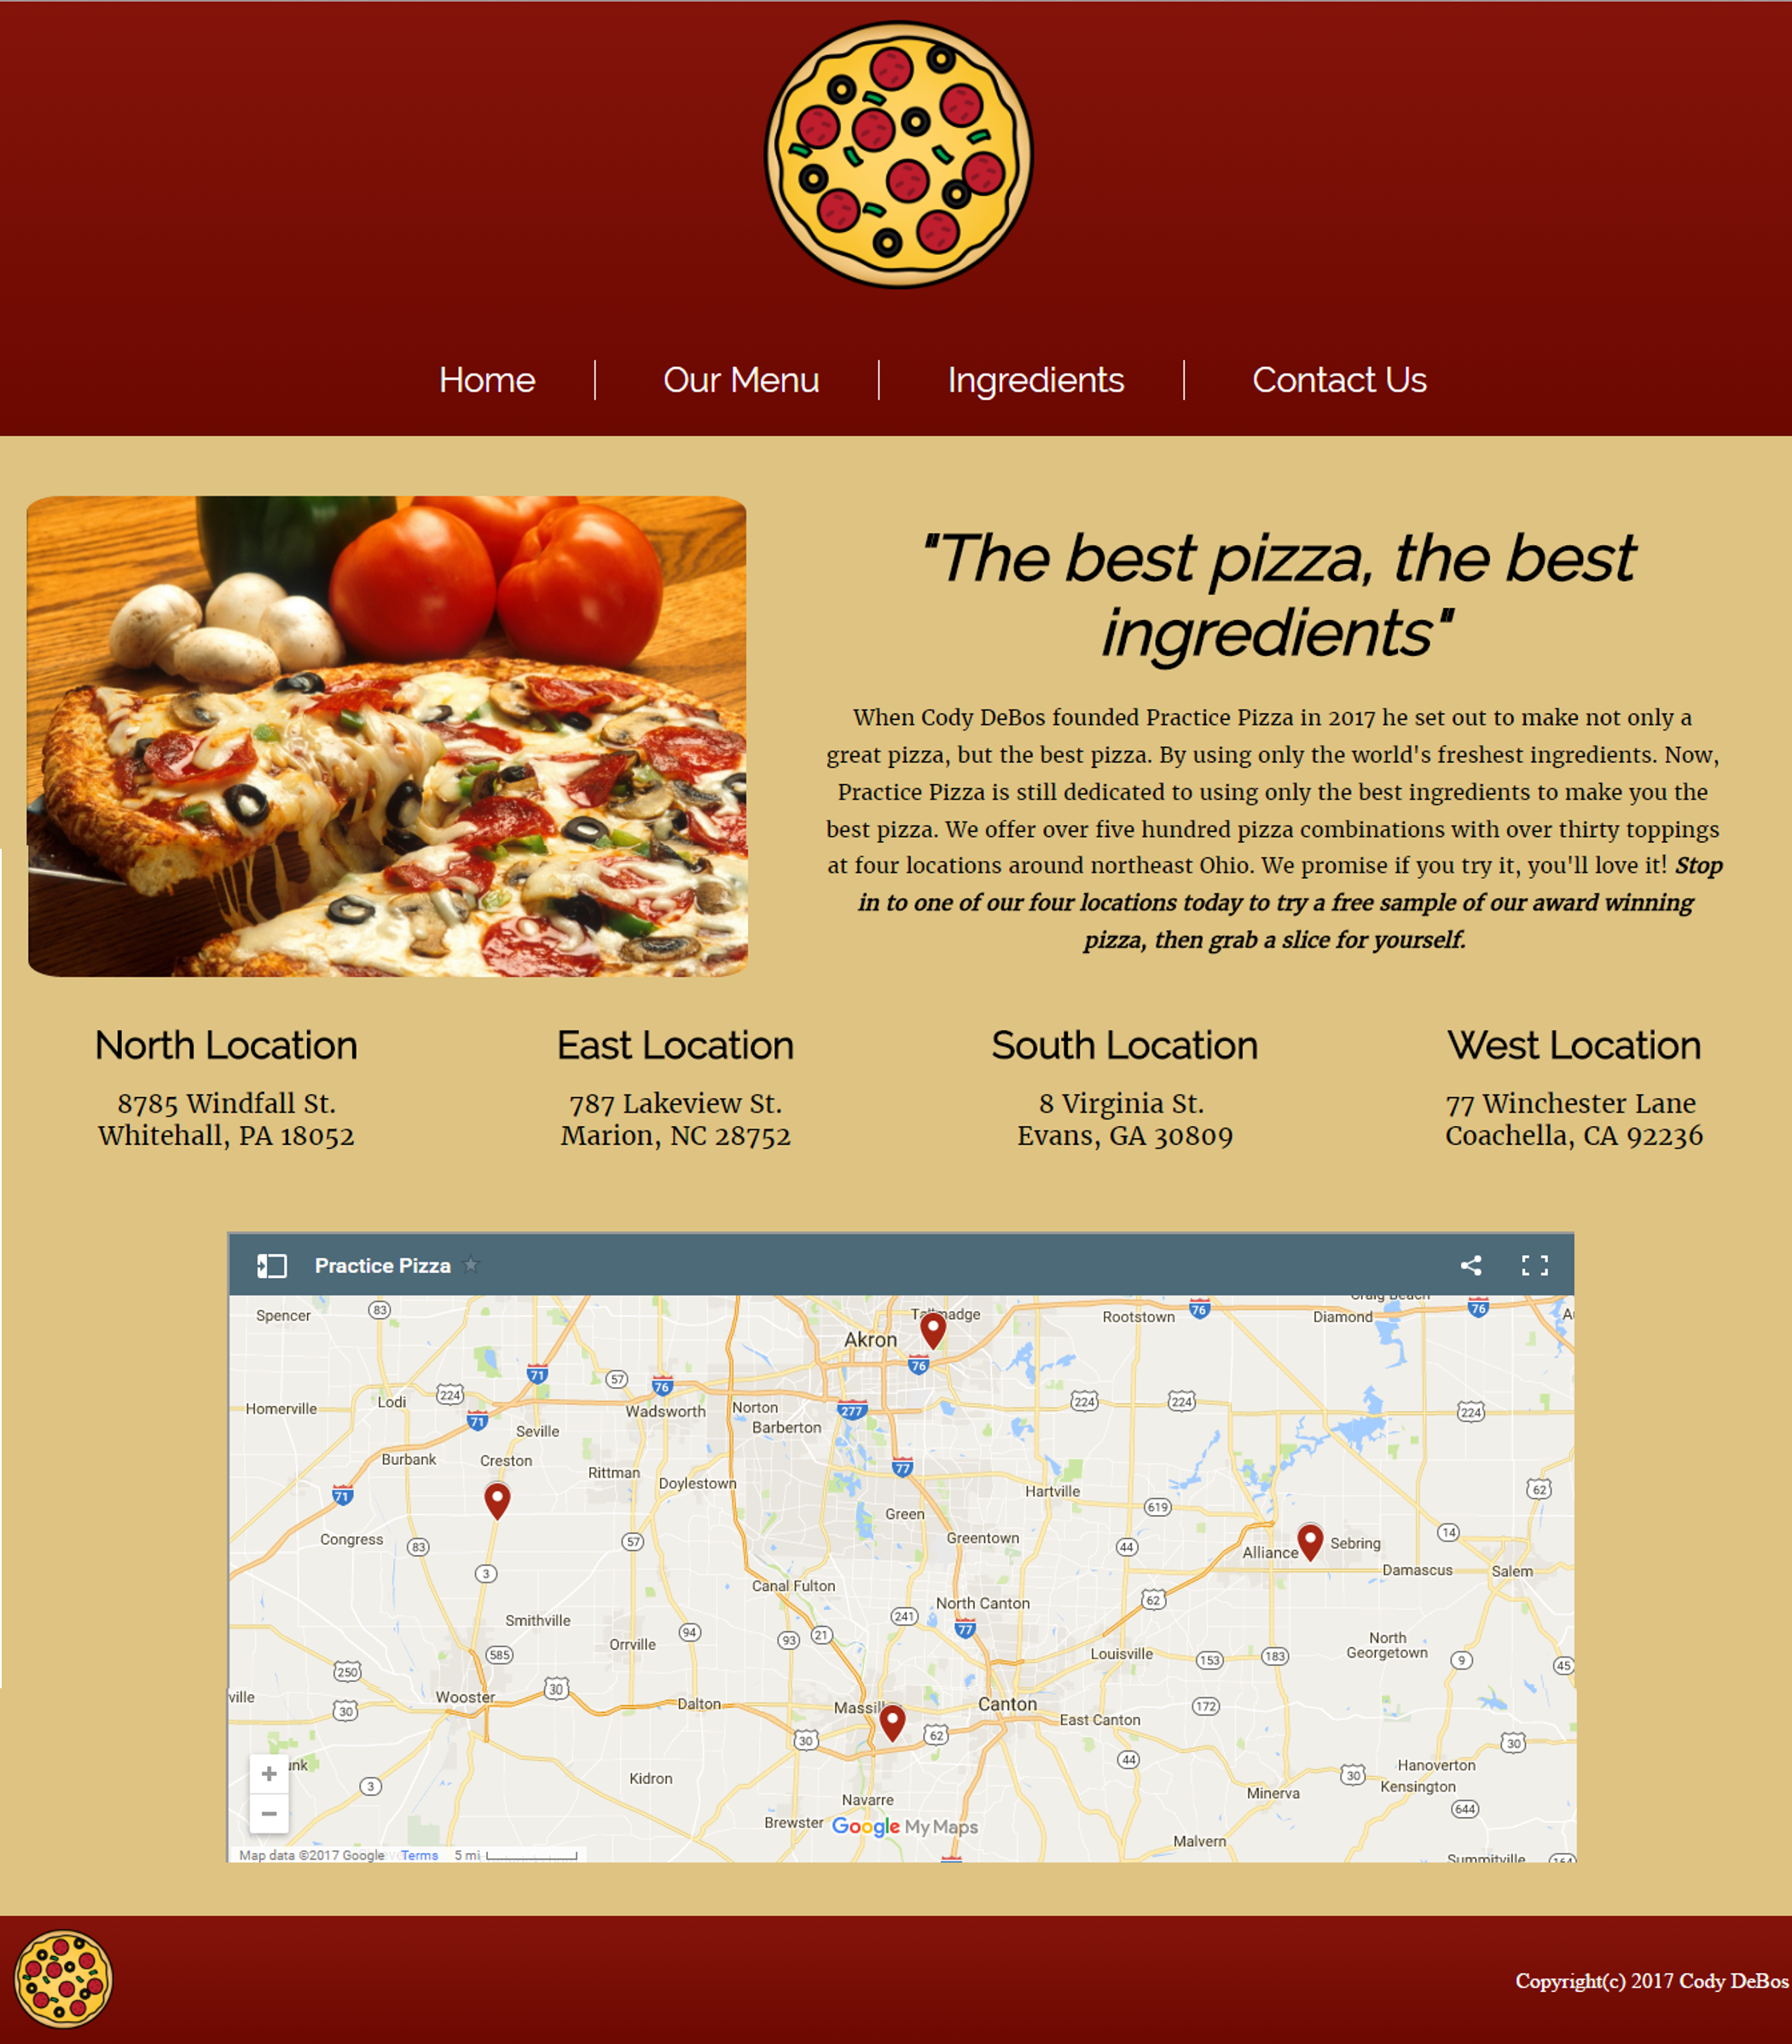 Home
Our Menu
Ingredients
Contact Us
"The best pizza, the best
ingredients"
When Cody DeBos founded Practice Pizza in 2017 he set out to make not only a
great pizza, but the best pizza. By using only the world's freshest ingredients. Now,
Practice Pizza is still dedicated to using only the best ingredients to make you the
best pizza. We offer over five hundred pizza combinations with over thirty toppings
at four locations around northeast Ohio. We promise if you try it, you'll love it! Stop
in to one of our four locations today to try a free sample of our award winning
pizza, then grab a slice for yourself.
North Location
8785 Windfall St.
Whitehall, PA 18052
East Location
787 Lakeview St.
Marion, NC 28752
South Location
8 Virginia St.
Evans, GA 30809
West Location
77 Winchester Lane
Coachella, CA 92236
Practice Pizza
Spencer
83
Akron
Rootstown
76
Diamond
76
76
71
57
76
224
Lodi
Homerville
71
Wadsworth
Norton
277
224
224
224
Barberton
Seville
Burbank
Creston
Rittman
Doylestown
77
71
Hartville
619
62
Green
Congress
83
57
Greentown
44
Alliance
Sebring
14
Damascus
Salem
3
Canal Fulton
62
North Canton
Smithville
241
77
Orrville
94
93
21
585
Louisville
153
183
North
Georgetown
9
45
250
30
Wooster
30
Dalton
Canton
172
East Canton
30
62
44
30
Hanoverton
Kensington
30
3
Kidron
Minerva
644
Navarre
Brewster
Google My Maps
Malvern
Summitville
Map data ©2017 Google
Terms
5 mi
Copyright(c) 2017 Cody DeBos